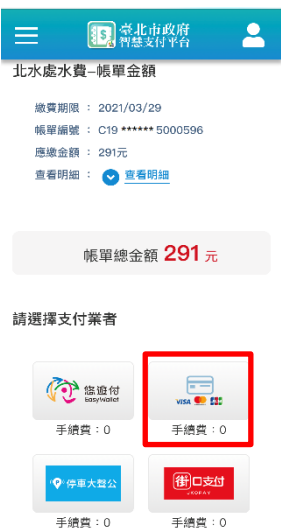 臺北市政府
智慧支付平台
北水處水費–帳單金額
繳費期限 : 2021/03/29
帳單編號 : C19 ****** 5000596
應繳金額 : 291元
查看明細 : 查看明細
帳單總金額 291 元
請選擇支付業者
悠遊付
EasyWallet
VISA
手續費:0
手續費:0
停車大聲公
街口支付
JKOPAY
手續費:0
手續費:0